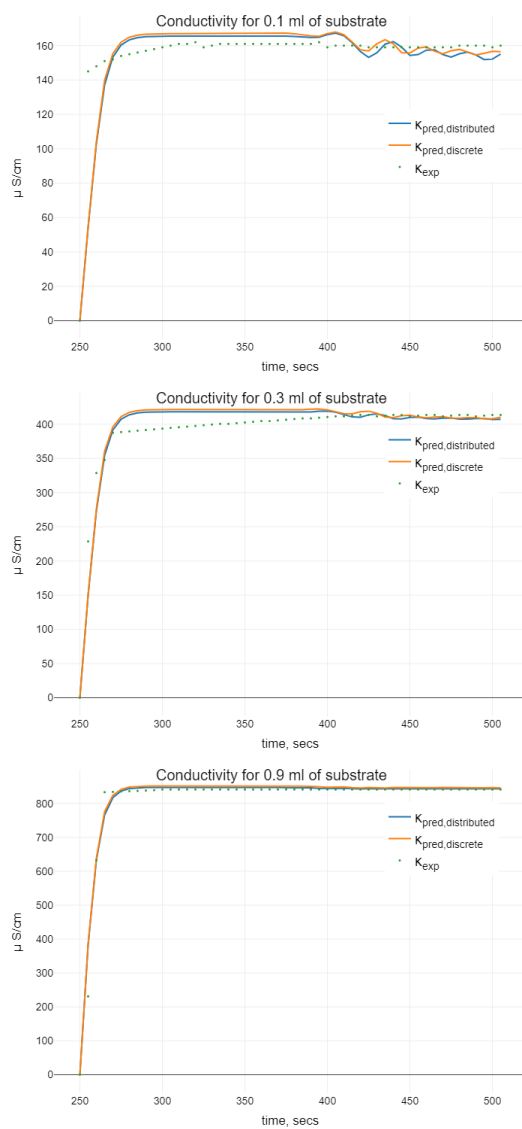 Conductivity for 0.1 ml of substrate
160
140
120
100
80
60
40
20
0
μ S/cm
κpred,distributed
κpred,discrete
κexp
250 300 350 400 450 500
time, secs
Conductivity for 0.3 ml of substrate
400
350
300
250
200
150
100
50
0
μ S/cm
κpred,distributed
κpred,discrete
κexp
250 300 350 400 450 500
time, secs
Conductivity for 0.9 ml of substrate
800
700
600
500
400
300
200
100
0
μ S/cm
κpred,distributed
κpred,discrete
κexp
250 300 350 400 450 500
time, secs